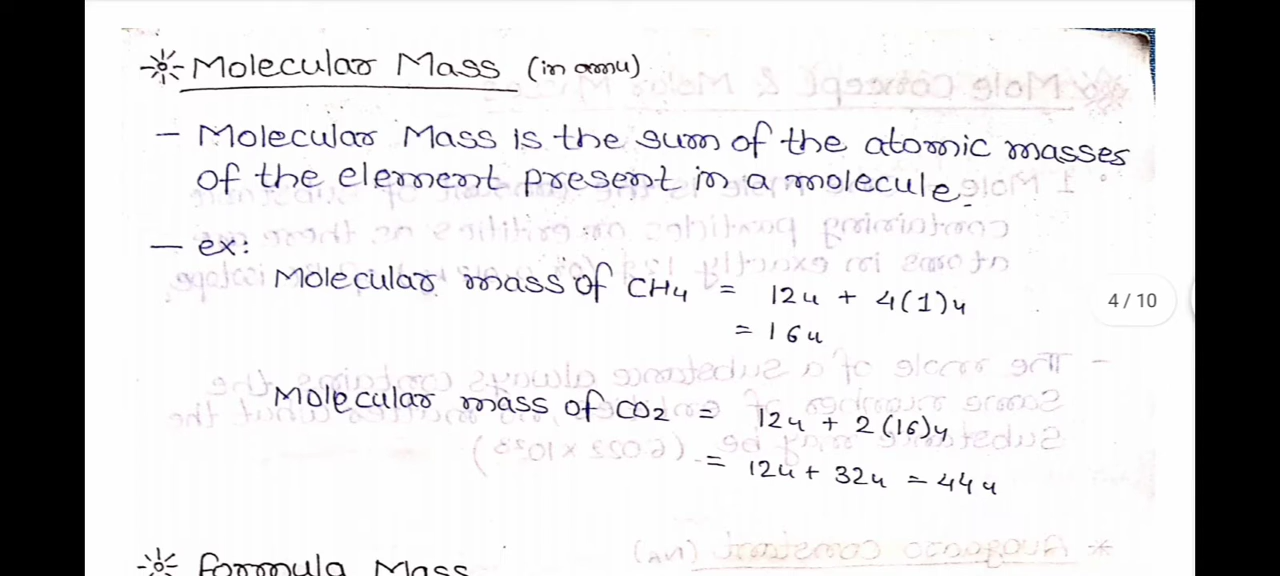 Molecular Mass (in amu)
- Molecular Mass is the sum of the atomic masses
of the element present in a molecule.
- ex:
Molecular mass of CH4 = 12u + 4(1)u
= 16u
4 / 10
Molecular mass of CO2 = 12u + 2(16)u
= 12u + 32u = 44u
Formula Mass